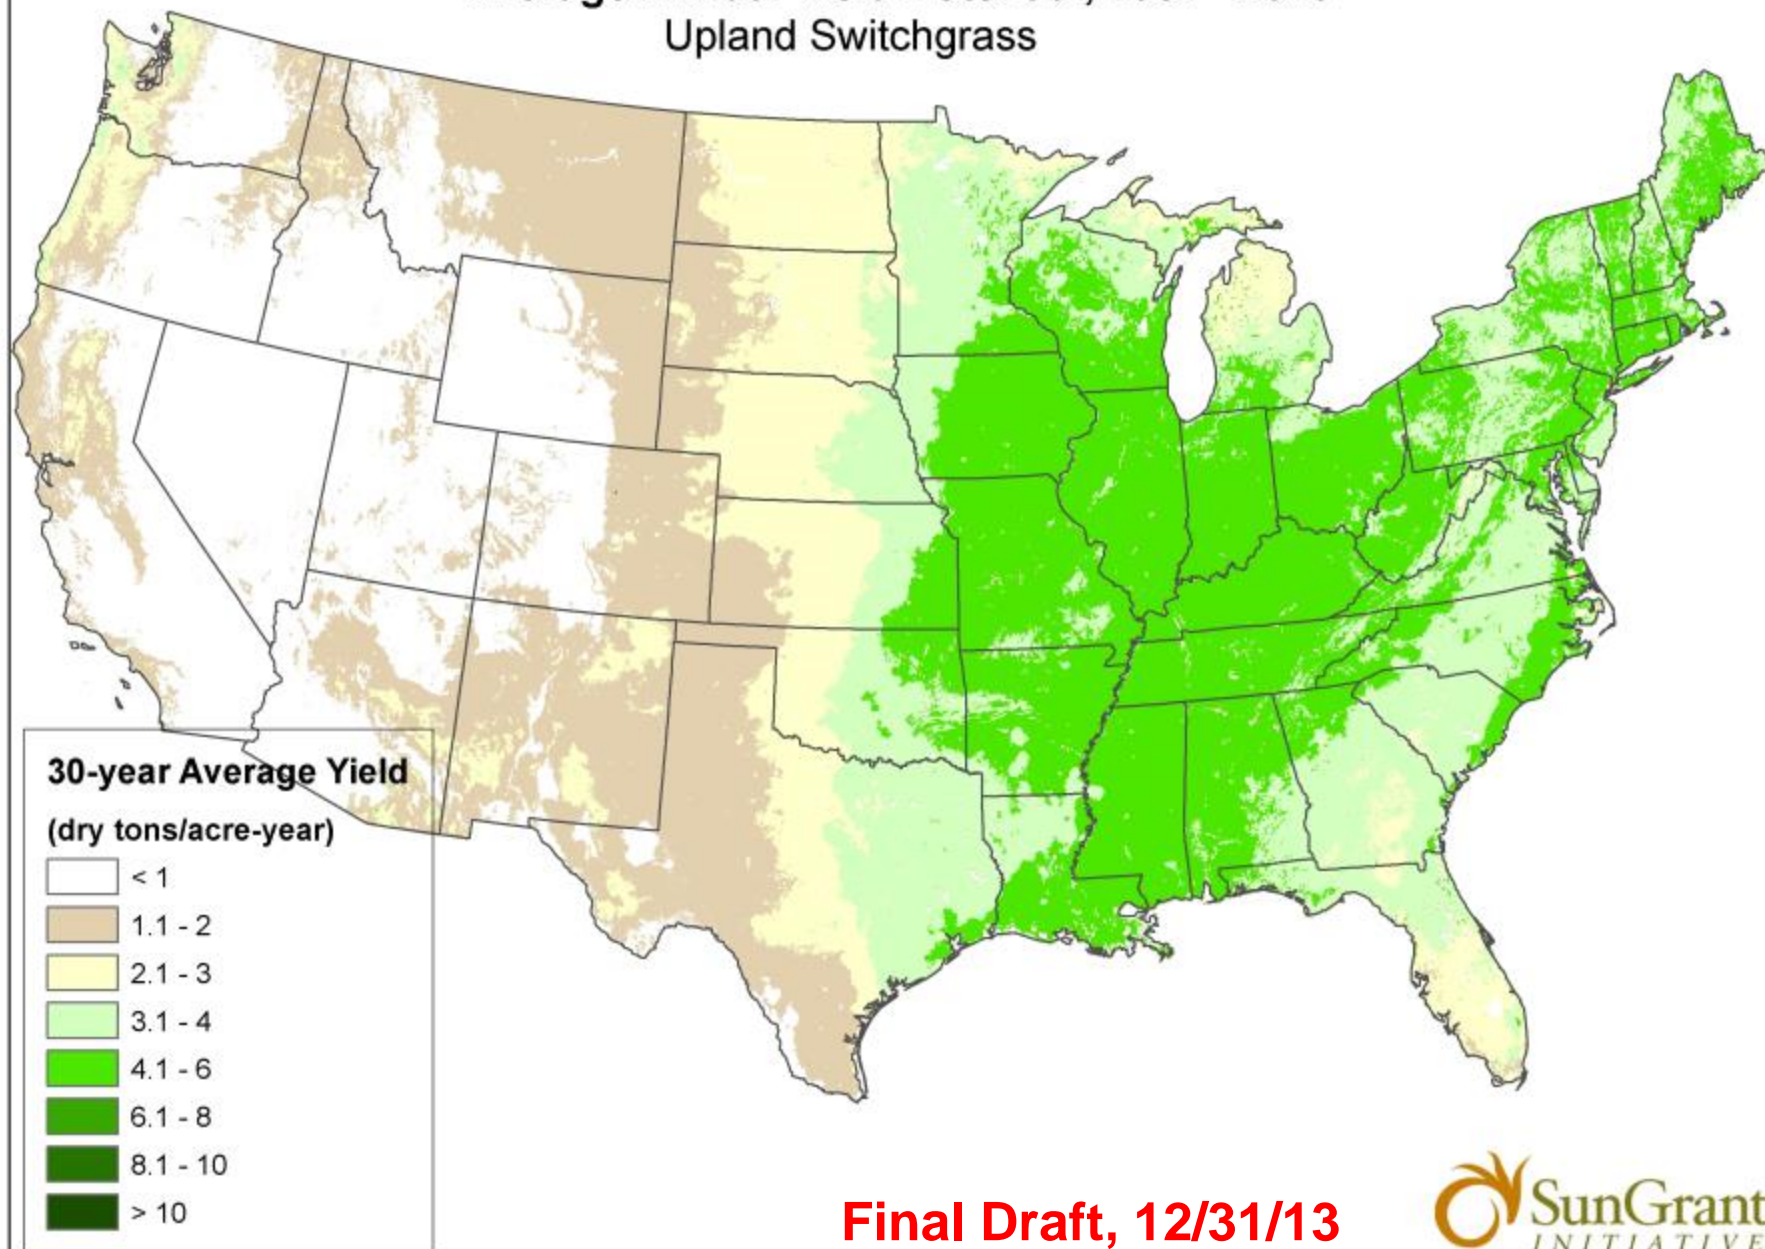 Upland Switchgrass
30-year Average Yield
(dry tons/acre-year)
< 1
1.1 - 2
2.1 - 3
3.1 - 4
4.1 - 6
6.1 - 8
8.1 - 10
> 10
Final Draft, 12/31/13
SunGrant
INITIATIVE